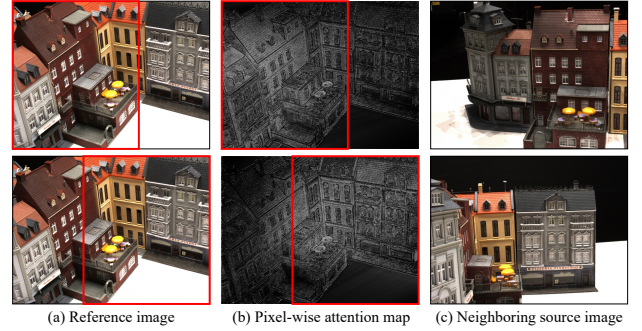 (a) Reference image
(b) Pixel-wise attention map
(c) Neighboring source image